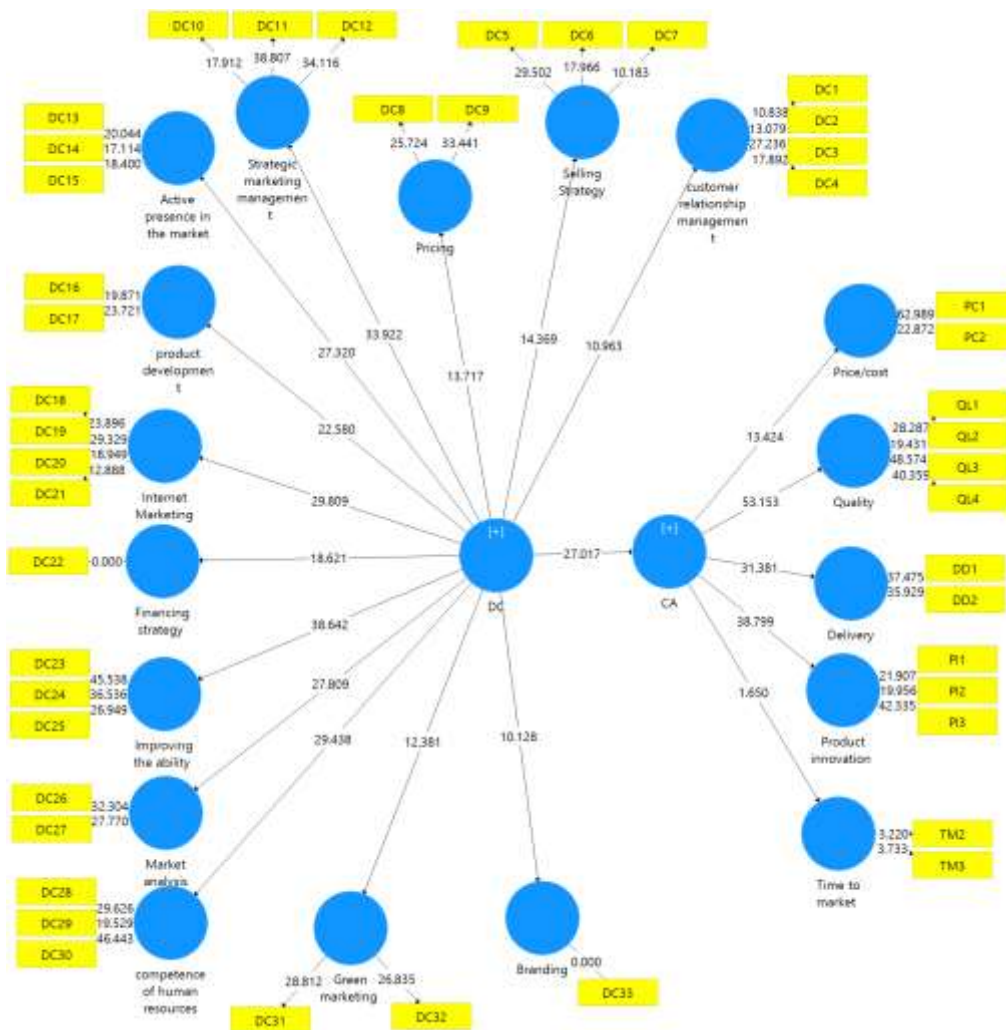 DC10
DC11
DC12
17.912
38.807
34.116
Strategic
marketing
managemen
t
DC5
DC6
DC7
29.502
17.966
10.183
Selling
Strategy
DC8
DC9
25.724
33.441
Pricing
DC1
DC2
DC3
DC4
10.838
13.079
27.236
17.892
customer
relationship
managemen
t
DC13
DC14
DC15
20.044
17.114
18.400
Active
presence in
the market
DC16
DC17
19.871
23.721
product
developmen
t
DC18
DC19
DC20
DC21
23.896
29.329
18.949
12.888
Internet
Marketing
DC22
0.000
Financing
strategy
DC23
DC24
DC25
45.538
36.536
26.949
Improving
the ability
DC26
DC27
32.304
27.770
Market
analysis
DC28
DC29
DC30
29.626
19.529
46.443
competence
of human
resources
28.812
26.835
Green
marketing
DC31
DC32
Branding
0.000
DC33
33.922
27.320
13.717
14.369
10.963
22.580
29.809
18.621
38.642
27.809
29.438
12.381
10.128
[+]
DC
27.017
[+]
CA
13.424
53.153
31.381
38.799
1.650
PC1
PC2
62.989
22.872
Price/cost
QL1
QL2
QL3
QL4
28.287
19.431
48.574
40.359
Quality
DD1
DD2
37.475
35.929
Delivery
PI1
PI2
PI3
21.907
19.956
42.335
Product
innovation
TM2
TM3
3.220
3.733
Time to
market